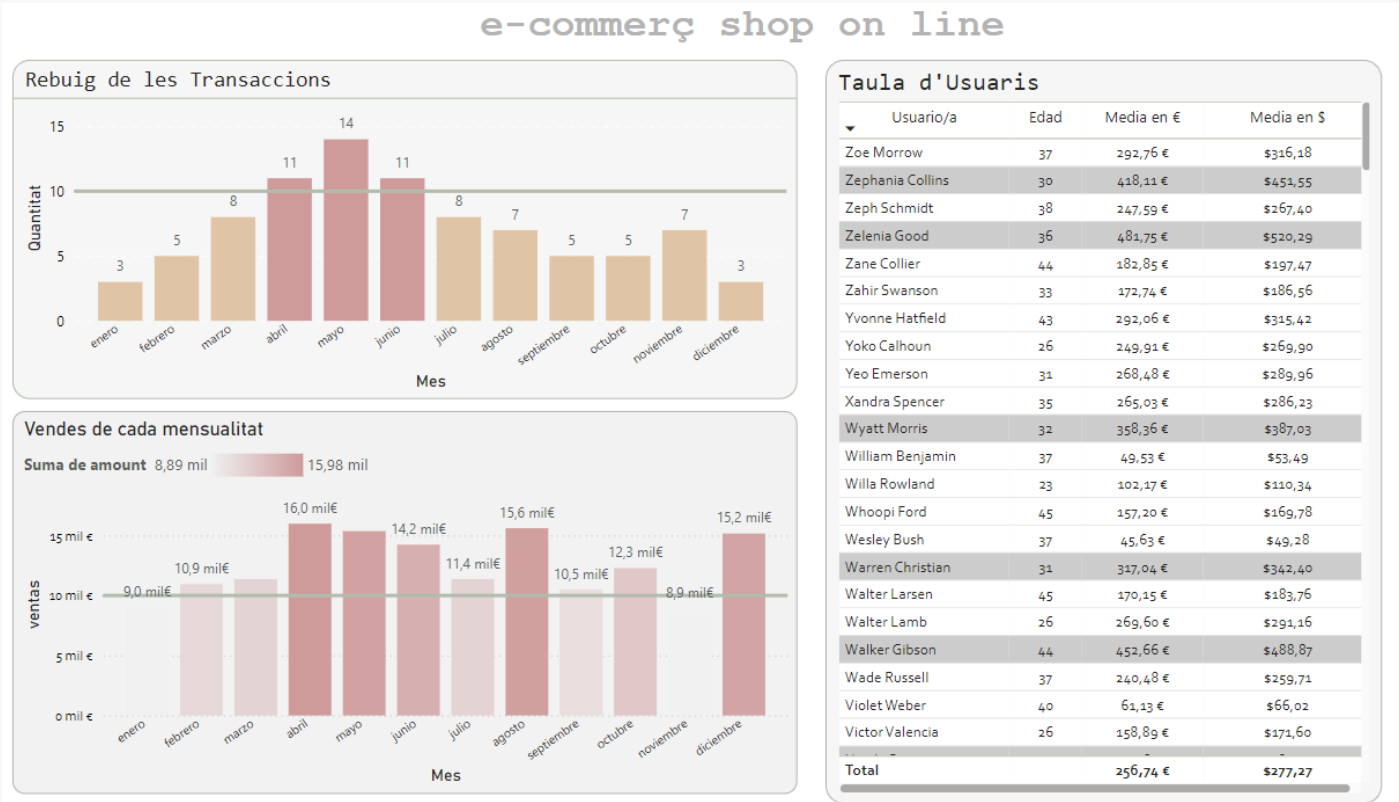 e-commerç shop on line
Rebuig de les Transaccions
15
10
5
0
Quantitat
3
5
8
11
14
11
8
7
5
5
7
3
enero
febrero
marzo
abril
mayo
junio
julio
agosto
septiembre
octubre
noviembre
diciembre
Mes
Vendes de cada mensualitat
Suma de amount 8,89 mil 15,98 mil
15 mil €
10 mil €
5 mil €
0 mil €
ventas
9,0 mil€
10,9 mil€
16,0 mil€
14,2 mil€
11,4 mil€
15,6 mil€
10,5 mil€
12,3 mil€
8,9 mil€
15,2 mil€
enero
febrero
marzo
abril
mayo
junio
julio
agosto
septiembre
octubre
noviembre
diciembre
Mes
Taula d'Usuaris
Usuario/a Edad Media en € Media en $
Zoe Morrow 37 292,76 € $316,18
Zephania Collins 30 418,11 € $451,55
Zeph Schmidt 38 247,59 € $267,40
Zelenia Good 36 481,75 € $520,29
Zane Collier 44 182,85 € $197,47
Zahir Swanson 33 172,74 € $186,56
Yvonne Hatfield 43 292,06 € $315,42
Yoko Calhoun 26 249,91 € $269,90
Yeo Emerson 31 268,48 € $289,96
Xandra Spencer 35 265,03 € $286,23
Wyatt Morris 32 358,36 € $387,03
William Benjamin 37 49,53 € $53,49
Willa Rowland 23 102,17 € $110,34
Whoopi Ford 45 157,20 € $169,78
Wesley Bush 37 45,63 € $49,28
Warren Christian 31 317,04 € $342,40
Walter Larsen 45 170,15 € $183,76
Walter Lamb 26 269,60 € $291,16
Walker Gibson 44 452,66 € $488,87
Wade Russell 37 240,48 € $259,71
Violet Weber 40 61,13 € $66,02
Victor Valencia 26 158,89 € $171,60
Total 256,74 € $277,27